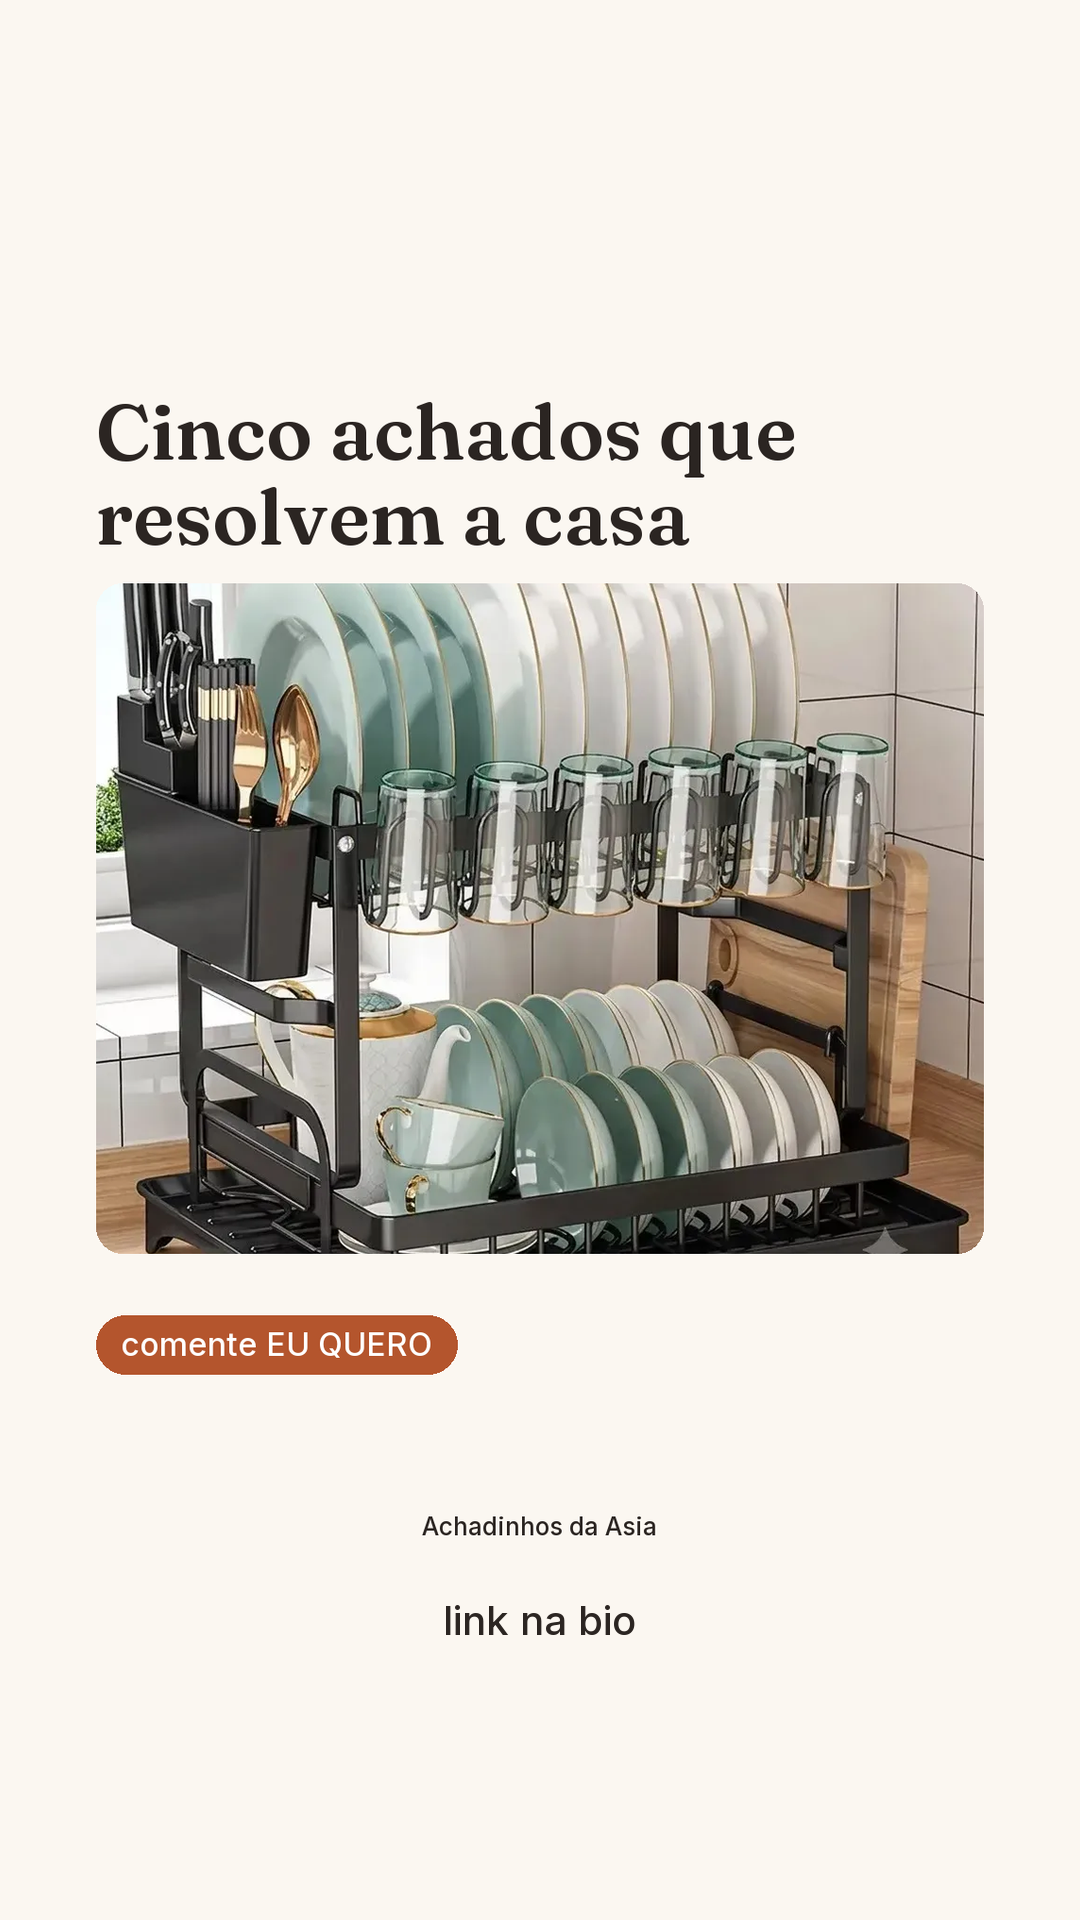 Cinco achados que
resolvem a casa
comente EU QUERO
Achadinhos da Asia
link na bio